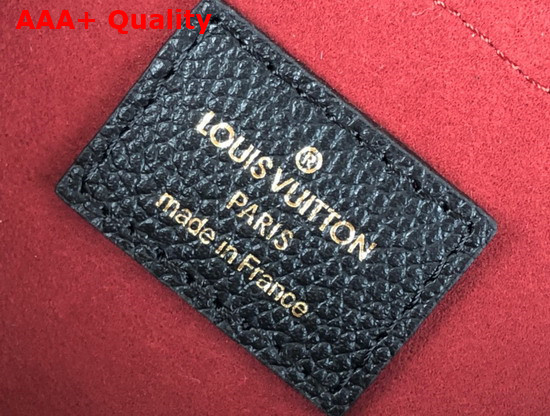 AAA+ Quality
®
LOUIS VUITTON
PARIS
made in France